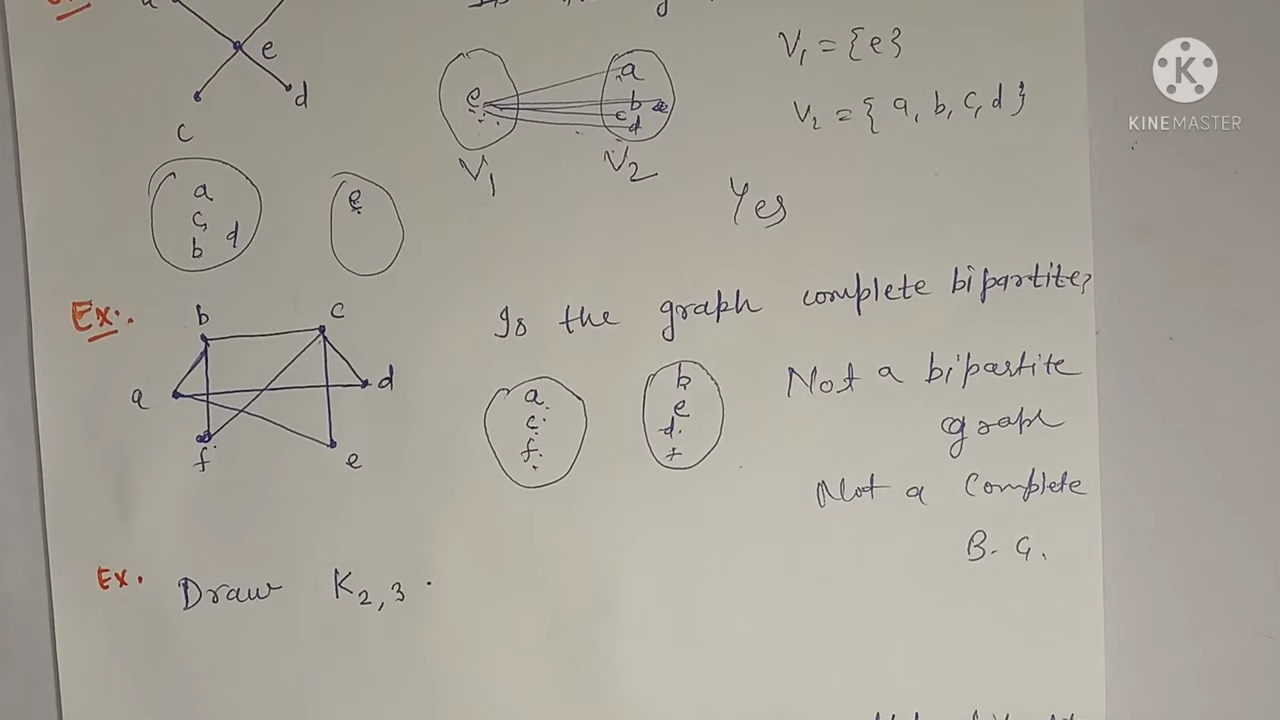 e
d
c
e
a
b
c
d
V1
V2
V1 = {e}
V2 = { a, b, c, d }
K
KINEMASTER
a
c
b d
e
Yes
Ex:.
b
c
a
d
f
e
Is the graph complete bipartite?
a
c
f
b
e
d
f
Not a bipartite
graph
Not a complete
B. G.
Ex. Draw K2,3.